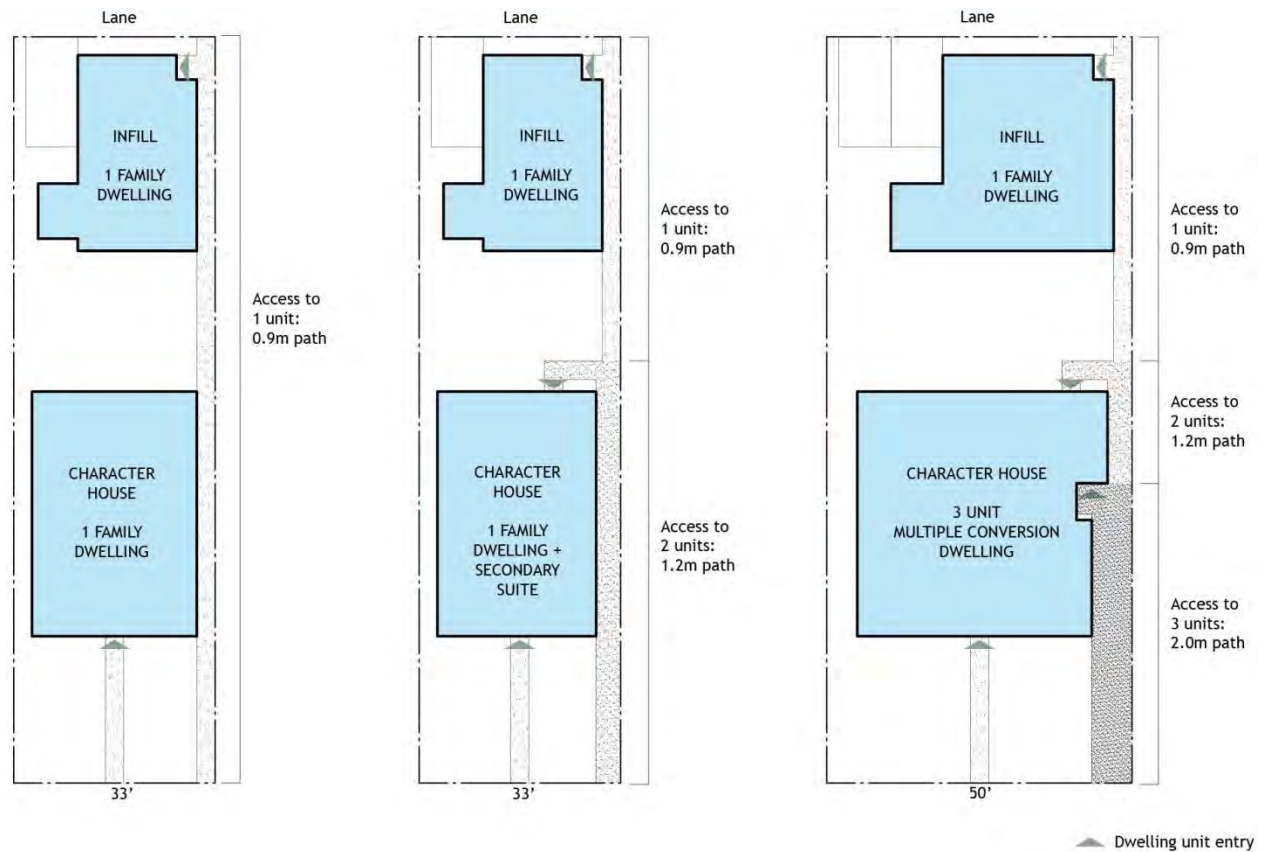 Lane
INFILL
1 FAMILY
DWELLING
Access to
1 unit:
0.9m path
CHARACTER
HOUSE
1 FAMILY
DWELLING
33'
Lane
INFILL
1 FAMILY
DWELLING
Access to
1 unit:
0.9m path
CHARACTER
HOUSE
1 FAMILY
DWELLING +
SECONDARY
SUITE
Access to
2 units:
1.2m path
33'
Lane
INFILL
1 FAMILY
DWELLING
Access to
1 unit:
0.9m path
Access to
2 units:
1.2m path
CHARACTER HOUSE
3 UNIT
MULTIPLE CONVERSION
DWELLING
Access to
3 units:
2.0m path
50'
Dwelling unit entry